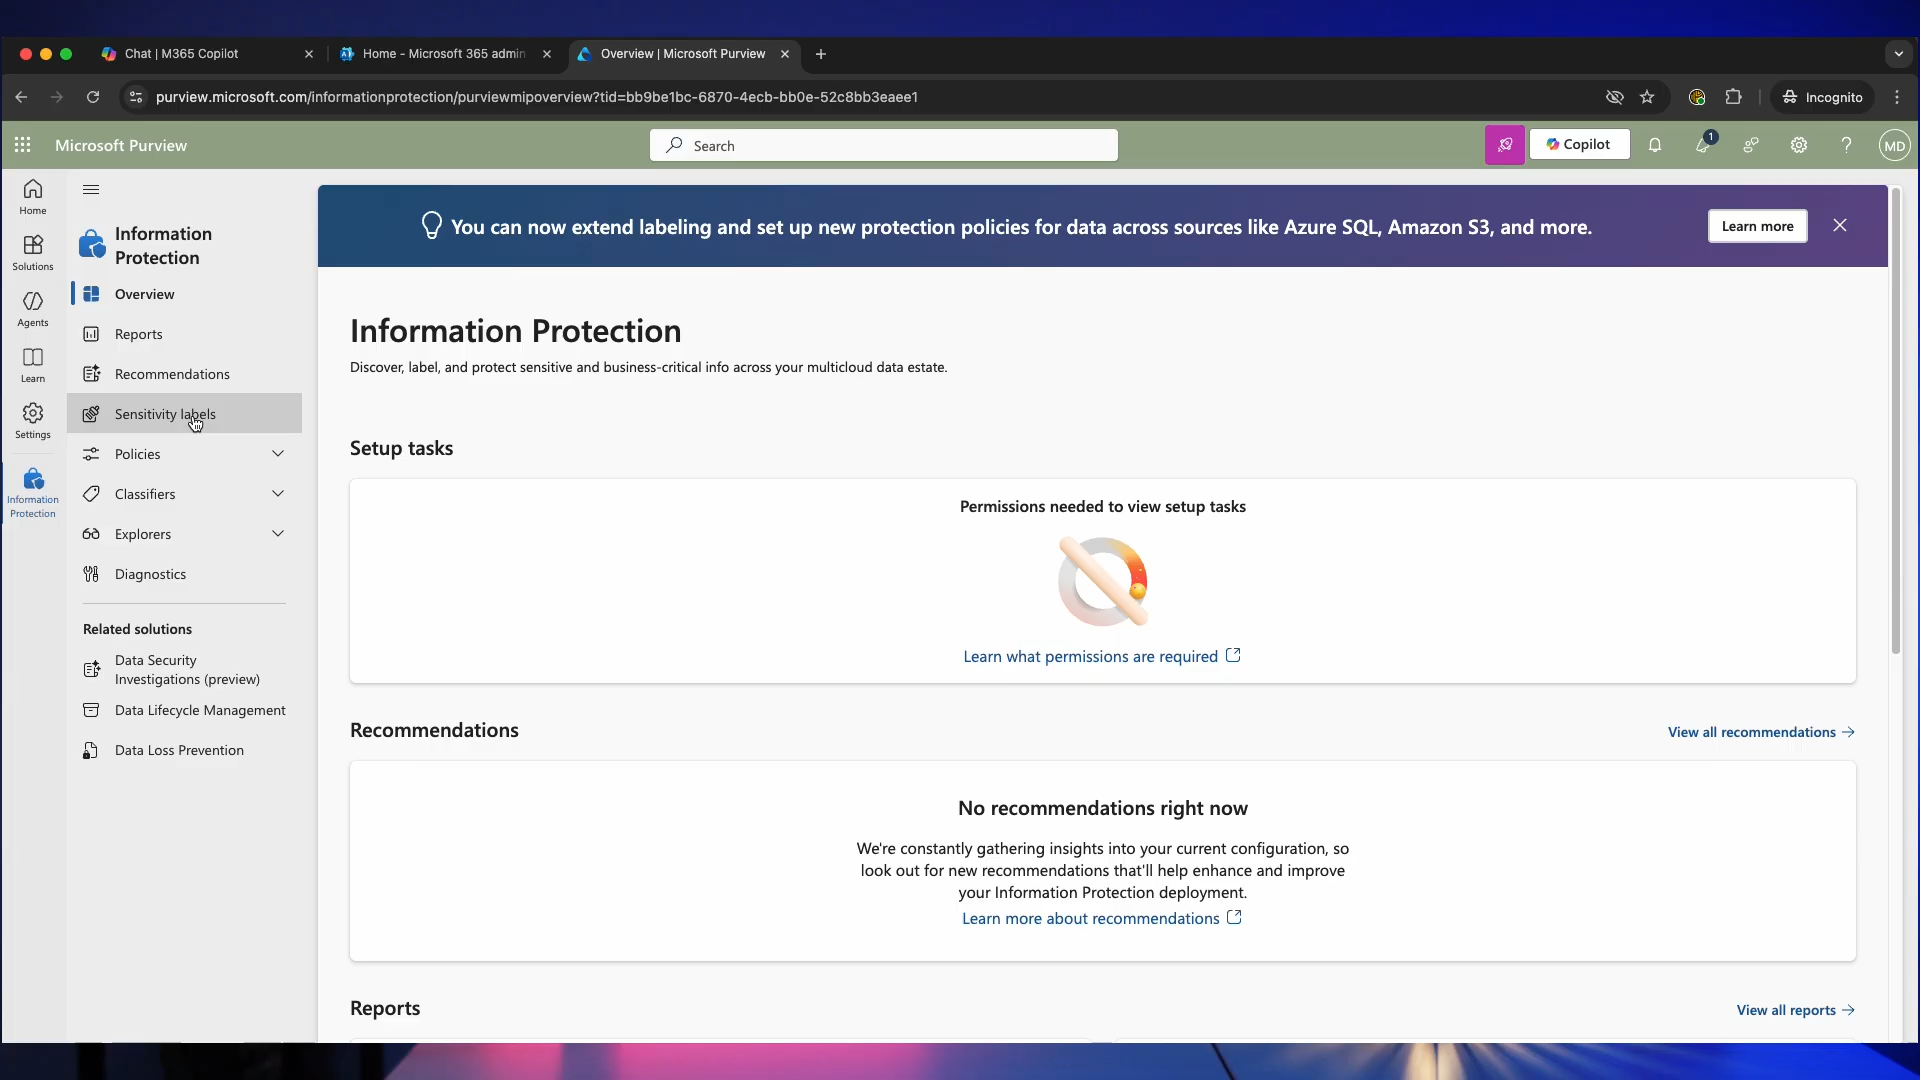 Chat | M365 Copilot
Home - Microsoft 365 admin
Overview | Microsoft Purview
purview.microsoft.com/informationprotection/purviewmipoverview?tid=bb9be1bc-6870-4ecb-bb0e-52c8bb3eaee1
Incognito
Microsoft Purview
Search
Copilot
1
MD
Home
Solutions
Agents
Learn
Settings
Information
Protection
Information
Protection
Overview
Reports
Recommendations
Sensitivity labels
Policies
Classifiers
Explorers
Diagnostics
Related solutions
Data Security
Investigations (preview)
Data Lifecycle Management
Data Loss Prevention
You can now extend labeling and set up new protection policies for data across sources like Azure SQL, Amazon S3, and more.
Learn more
Information Protection
Discover, label, and protect sensitive and business-critical info across your multicloud data estate.
Setup tasks
Permissions needed to view setup tasks
Learn what permissions are required
Recommendations
View all recommendations
No recommendations right now
We're constantly gathering insights into your current configuration, so
look out for new recommendations that'll help enhance and improve
your Information Protection deployment.
Learn more about recommendations
Reports
View all reports